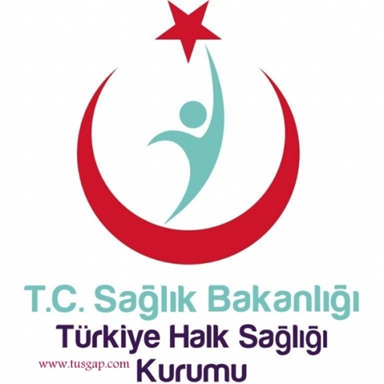 T.C. Sağlık Bakanlığı
Türkiye Halk Sağlığı
www.tusgap.com
Kurumu